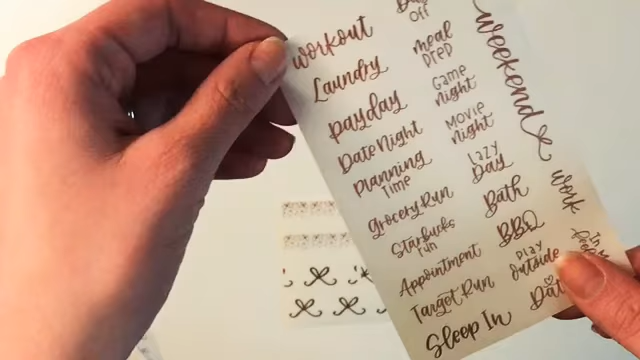 workout
Laundry
payday
Date Night
Planning
Time
Grocery Run
Starbucks
run
Appointment
Target Run
Sleep In
Off
meal
prep
Game
night
Movie
night
lazy
Day
Bath
BBQ
play
outside
weekend
work
In